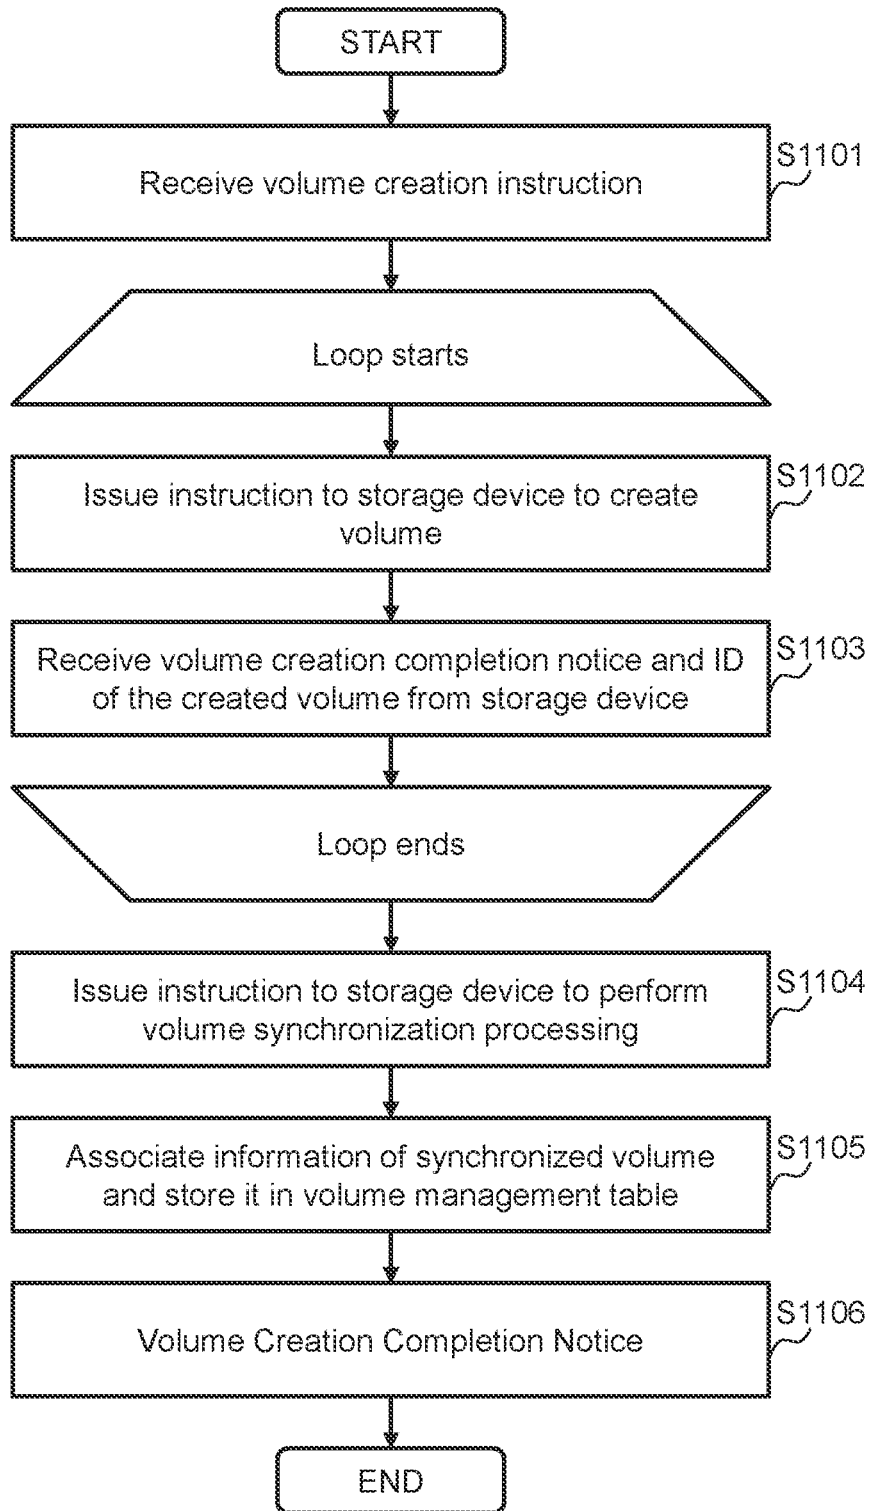 START
Receive volume creation instruction
S1101
Loop starts
Issue instruction to storage device to create
volume
S1102
Receive volume creation completion notice and ID
of the created volume from storage device
S1103
Loop ends
Issue instruction to storage device to perform
volume synchronization processing
S1104
Associate information of synchronized volume
and store it in volume management table
S1105
Volume Creation Completion Notice
S1106
END